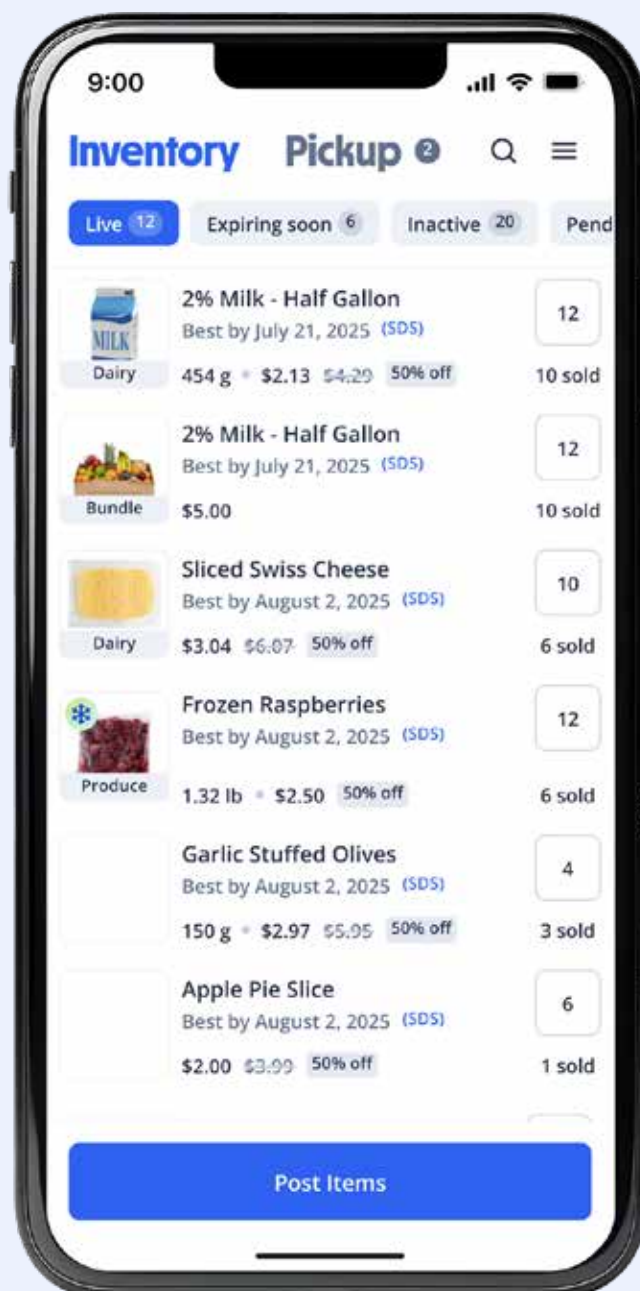 9:00
Inventory Pickup 2
Live 12 Expiring soon 6 Inactive 20 Pend
MILK
Dairy
2% Milk - Half Gallon
Best by July 21, 2025 (SDS)
454 g • $2.13 $4.29 50% off
12
10 sold
Bundle
2% Milk - Half Gallon
Best by July 21, 2025 (SDS)
$5.00
12
10 sold
Dairy
Sliced Swiss Cheese
Best by August 2, 2025 (SDS)
$3.04 $6.07 50% off
10
6 sold
Produce
Frozen Raspberries
Best by August 2, 2025 (SDS)
1.32 lb • $2.50 50% off
12
6 sold
Garlic Stuffed Olives
Best by August 2, 2025 (SDS)
150 g • $2.97 $5.95 50% off
4
3 sold
Apple Pie Slice
Best by August 2, 2025 (SDS)
$2.00 $3.99 50% off
6
1 sold
Post Items